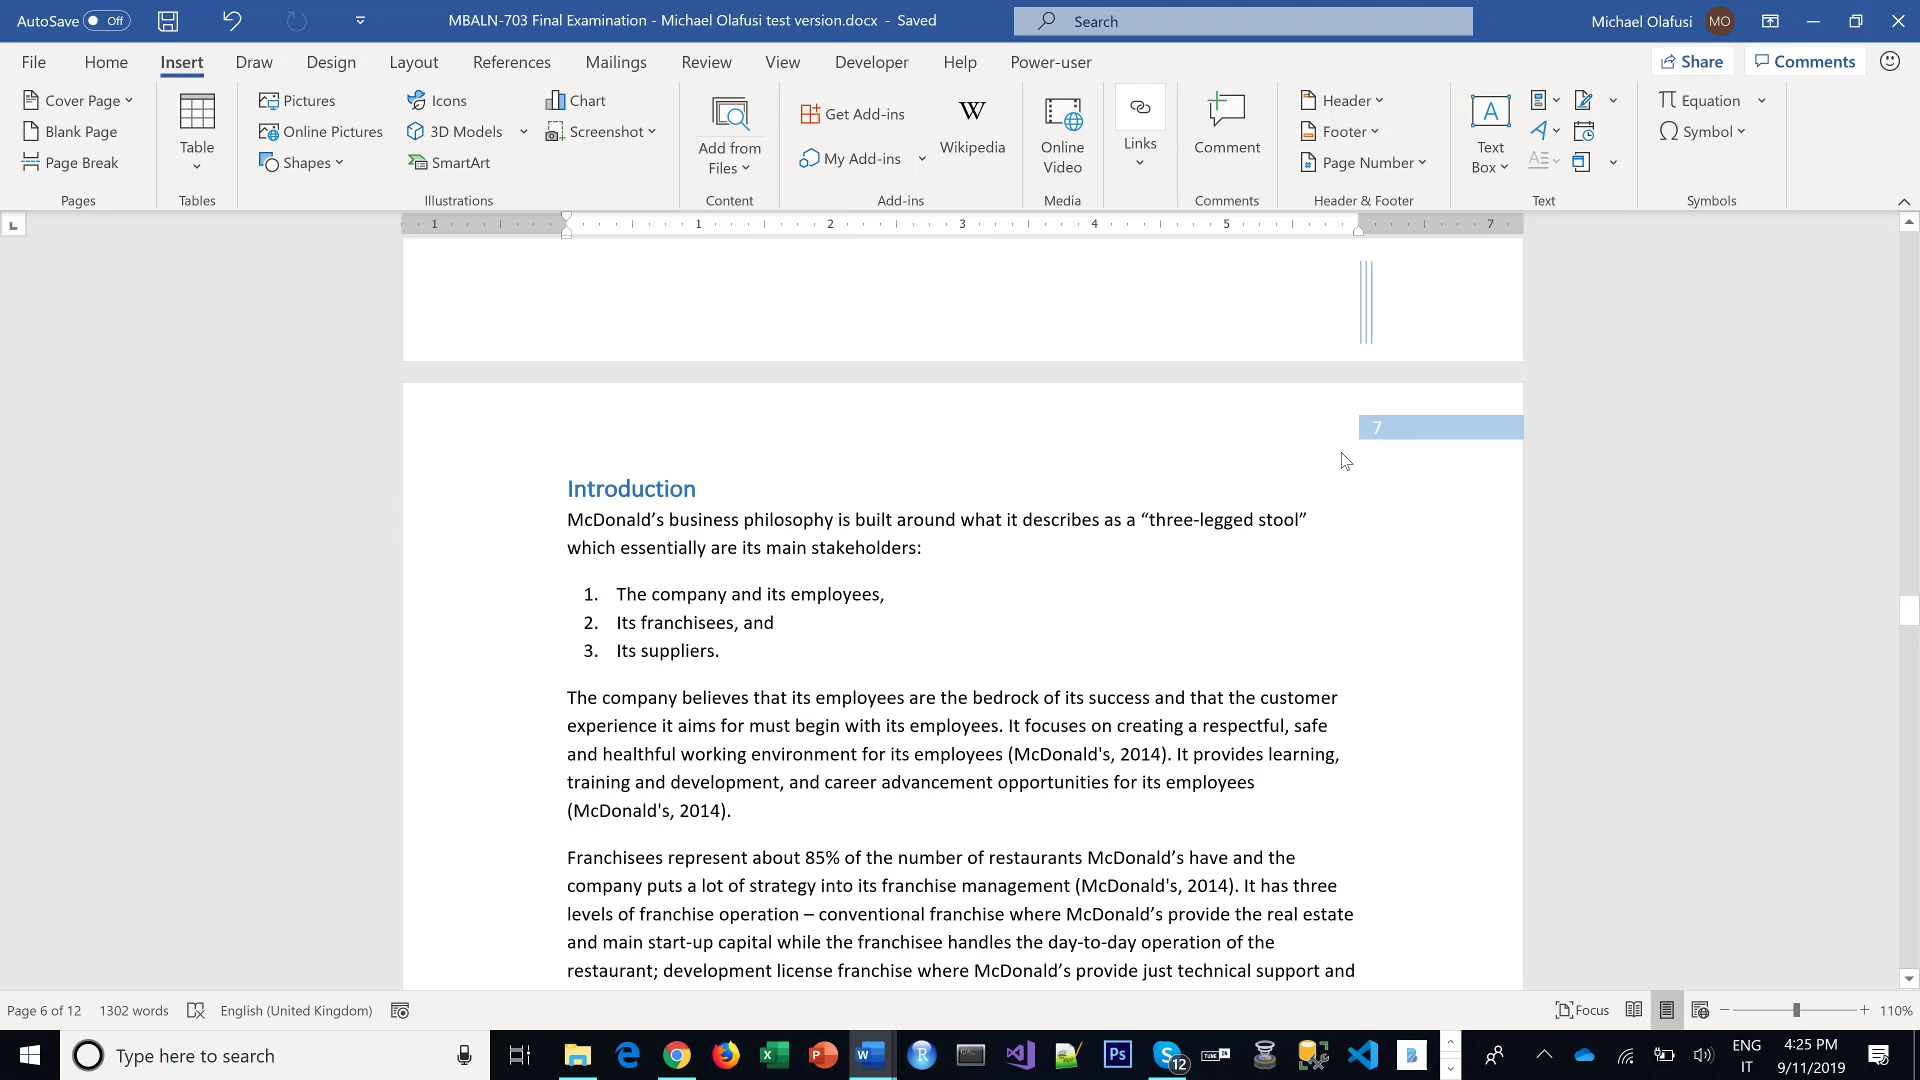 AutoSave Off
MBALN-703 Final Examination - Michael Olafusi test version.docx - Saved
Search
Michael Olafusi MO
File Home Insert Draw Design Layout References Mailings Review View Developer Help Power-user
Share Comments
Cover Page
Blank Page
Page Break
Pages
Table
Tables
Pictures
Online Pictures
Shapes
Icons
3D Models
SmartArt
Chart
Screenshot
Illustrations
Add from
Files
Content
Get Add-ins
My Add-ins
W
Wikipedia
Add-ins
Online
Video
Media
Links
Comment
Comments
Header
Footer
Page Number
Header & Footer
Text
Box
Text
Equation
Symbol
Symbols
1 1 2 3 4 5 7
7
Introduction
McDonald’s business philosophy is built around what it describes as a “three-legged stool”
which essentially are its main stakeholders:
1. The company and its employees,
2. Its franchisees, and
3. Its suppliers.
The company believes that its employees are the bedrock of its success and that the customer
experience it aims for must begin with its employees. It focuses on creating a respectful, safe
and healthful working environment for its employees (McDonald's, 2014). It provides learning,
training and development, and career advancement opportunities for its employees
(McDonald's, 2014).
Franchisees represent about 85% of the number of restaurants McDonald’s have and the
company puts a lot of strategy into its franchise management (McDonald's, 2014). It has three
levels of franchise operation – conventional franchise where McDonald’s provide the real estate
and main start-up capital while the franchisee handles the day-to-day operation of the
restaurant; development license franchise where McDonald’s provide just technical support and
Page 6 of 12 1302 words English (United Kingdom)
Focus
110%
Type here to search
12
ENG
IT
4:25 PM
9/11/2019